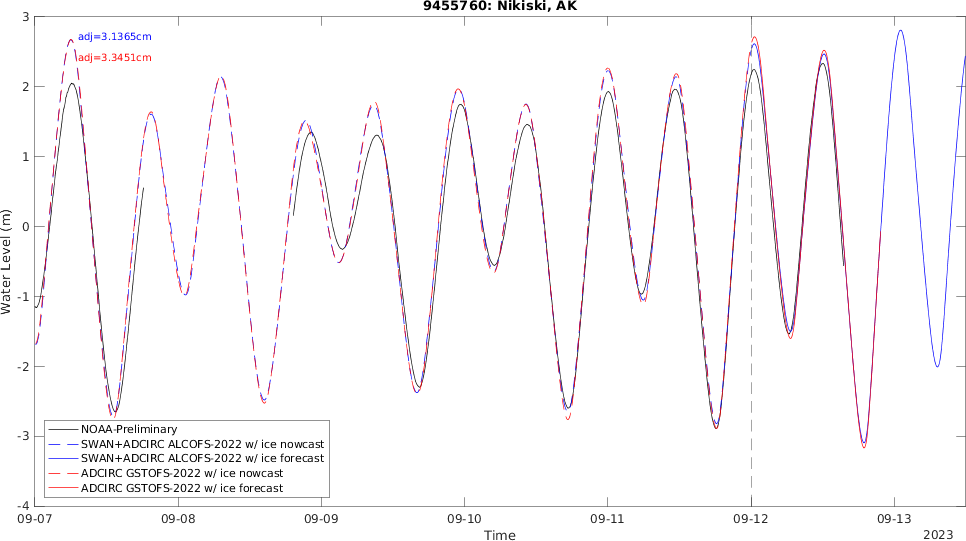 9455760: Nikiski, AK
adj=3.1365cm
adj=3.3451cm
3
2
1
0
-1
-2
-3
-4
Water Level (m)
NOAA-Preliminary
SWAN+ADCIRC ALCOFS-2022 w/ ice nowcast
SWAN+ADCIRC ALCOFS-2022 w/ ice forecast
ADCIRC GSTOFS-2022 w/ ice nowcast
ADCIRC GSTOFS-2022 w/ ice forecast
09-07 09-08 09-09 09-10 09-11 09-12 09-13
Time
2023